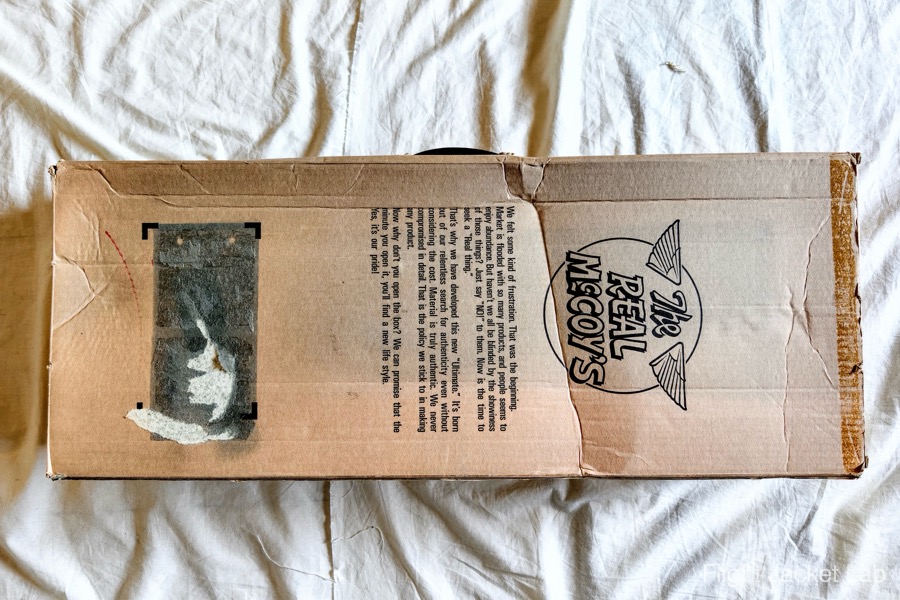 The
REAL
McCOY'S
We felt some kind of frustration. That was the beginning.
Market is flooded with so many products, and people seems to
enjoy abundance. But haven't we all be blinded by the showiness
of those things? Just say "NO!" to them. Now is the time to
seek a "Real thing."
That's why we have developed this new "Ultimate." It's born
out of our relentless search for authenticity even without
considering the cost. Material is truly authentic. We never
compromised in detail. That is the policy we stick to in making
any product.
Now why don't you open the box? We can promise that the
minute you open it, you'll find a new life style.
Yes, it's our pride!
Jacket